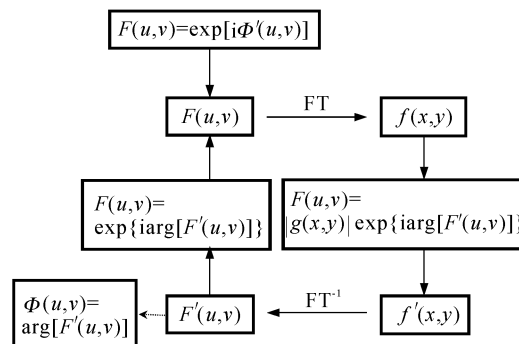 F(u,v)=exp[iΦ'(u,v)]
F(u,v)
FT
f(x,y)
F(u,v)=
exp{iarg[F'(u,v)]}
F(u,v)=
|g(x,y)| exp{iarg[F'(u,v)]}
Φ(u,v)=
arg[F'(u,v)]
F'(u,v)
FT⁻¹
f'(x,y)